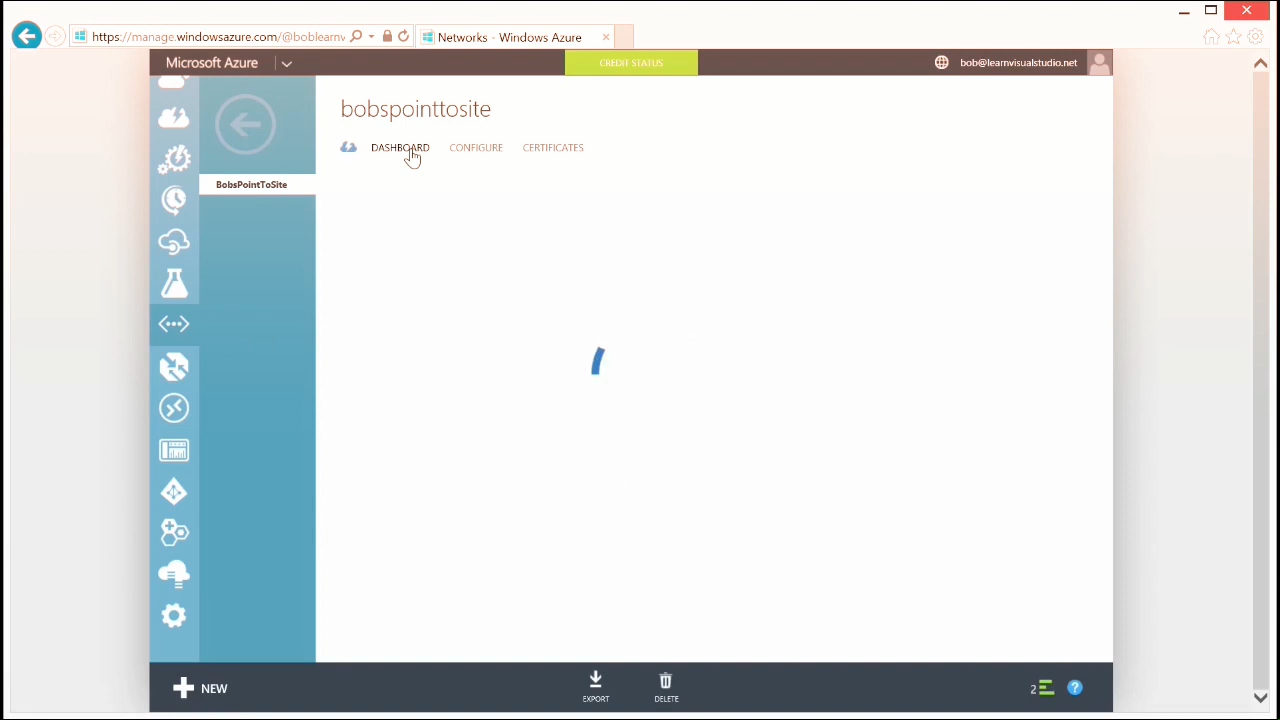 https://manage.windowsazure.com/@boblearnv
Networks - Windows Azure
Microsoft Azure
CREDIT STATUS
bob@learnvisualstudio.net
bobspointtosite
DASHBOARD
CONFIGURE
CERTIFICATES
BobsPointToSite
NEW
EXPORT
DELETE
2
?